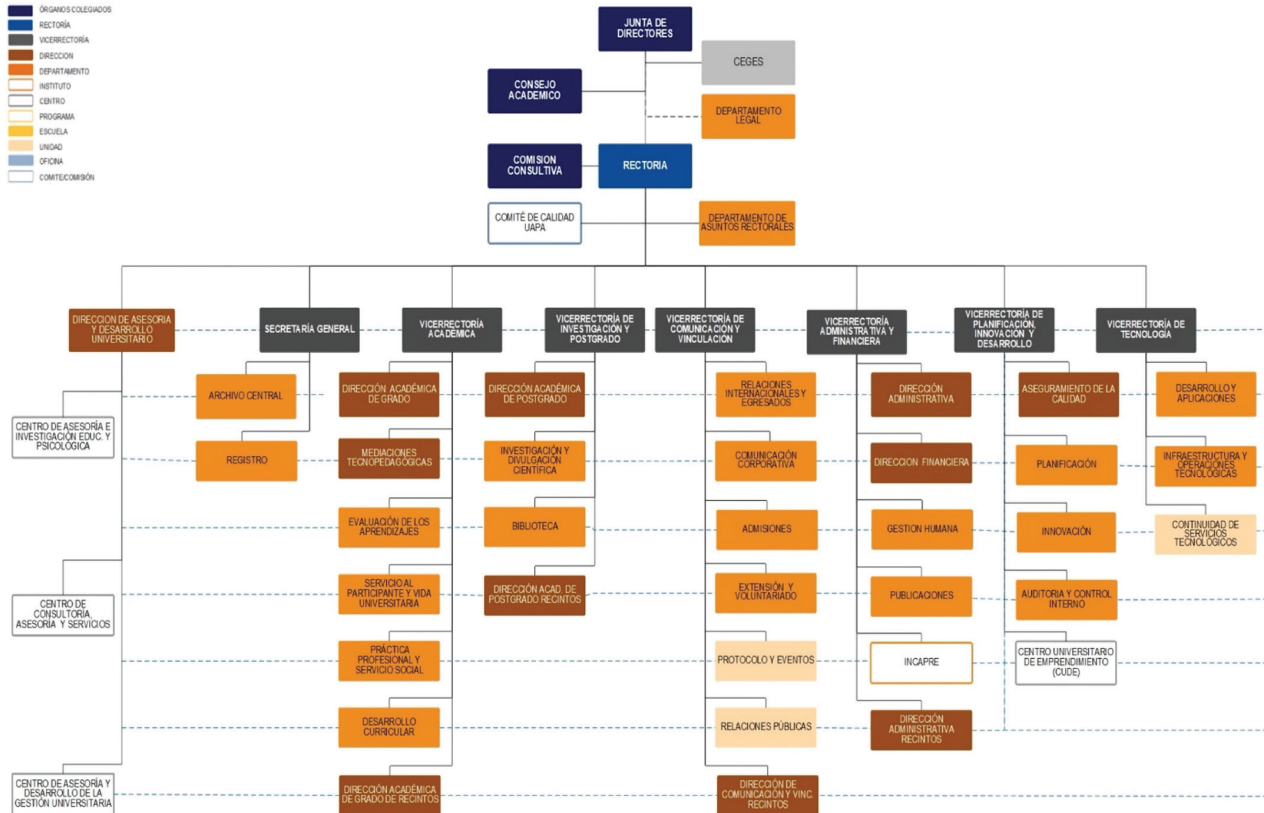 ÓRGANOS COLEGIADOS
RECTORÍA
VICERRECTORÍA
DIRECCION
DEPARTAMENTO
INSTITUTO
CENTRO
PROGRAMA
ESCUELA
UNIDAD
OFICINA
COMITE/COMISIÓN
JUNTA DE
DIRECTORES
CEGES
CONSEJO
ACADEMICO
DEPARTAMENTO
LEGAL
COMISION
CONSULTIVA
RECTORIA
COMITÉ DE CALIDAD
UAPA
DEPARTAMENTO DE
ASUNTOS RECTORALES
DIRECCION DE ASESORIA
Y DESARROLLO
UNIVERSITARIO
SECRETARÍA GENERAL
VICERRECTORÍA
ACADÉMICA
VICERRECTORÍA DE
INVESTIGACIÓN Y
POSTGRADO
VICERRECTORÍA DE
COMUNICACIÓN Y
VINCULACIÓN
VICERRECTORÍA
ADMINISTRATIVA Y
FINANCIERA
VICERRECTORÍA DE
PLANIFICACIÓN,
INNOVACIÓN Y
DESARROLLO
VICERRECTORÍA DE
TECNOLOGIA
CENTRO DE ASESORÍA E
INVESTIGACIÓN EDUC. Y
PSICOLÓGICA
ARCHIVO CENTRAL
DIRECCIÓN ACADÉMICA
DE GRADO
DIRECCIÓN ACADÉMICA
DE POSTGRADO
RELACIONES
INTERNACIONALES Y
EGRESADOS
DIRECCIÓN
ADMINISTRATIVA
ASEGURAMIENTO DE LA
CALIDAD
DESARROLLO Y
APLICACIONES
REGISTRO
MEDIACIONES
TECNOPEDAGÓGICAS
INVESTIGACIÓN Y
DIVULGACIÓN
CIENTÍFICA
COMUNICACIÓN
CORPORATIVA
DIRECCION FINANCIERA
PLANIFICACIÓN
INFRAESTRUCTURA Y
OPERACIONES
TECNOLÓGICAS
EVALUACIÓN DE LOS
APRENDIZAJES
BIBLIOTECA
ADMISIONES
GESTION HUMANA
INNOVACIÓN
CONTINUIDAD DE
SERVICIOS
TECNOLÓGICOS
CENTRO DE
CONSULTORÍA,
ASESORÍA Y SERVICIOS
SERVICIO AL
PARTICIPANTE Y VIDA
UNIVERSITARIA
DIRECCIÓN ACAD. DE
POSTGRADO RECINTOS
EXTENSIÓN Y
VOLUNTARIADO
PUBLICACIONES
AUDITORIA Y CONTROL
INTERNO
PRÁCTICA
PROFESIONAL Y
SERVICIO SOCIAL
PROTOCOLO Y EVENTOS
INCAPRE
CENTRO UNIVERSITARIO
DE EMPRENDIMIENTO
(CUDE)
DESARROLLO
CURRICULAR
RELACIONES PÚBLICAS
DIRECCIÓN
ADMINISTRATIVA
RECINTOS
CENTRO DE ASESORÍA Y
DESARROLLO DE LA
GESTIÓN UNIVERSITARIA
DIRECCIÓN ACADÉMICA
DE GRADO DE RECINTOS
DIRECCIÓN DE
COMUNICACIÓN Y VINC.
RECINTOS